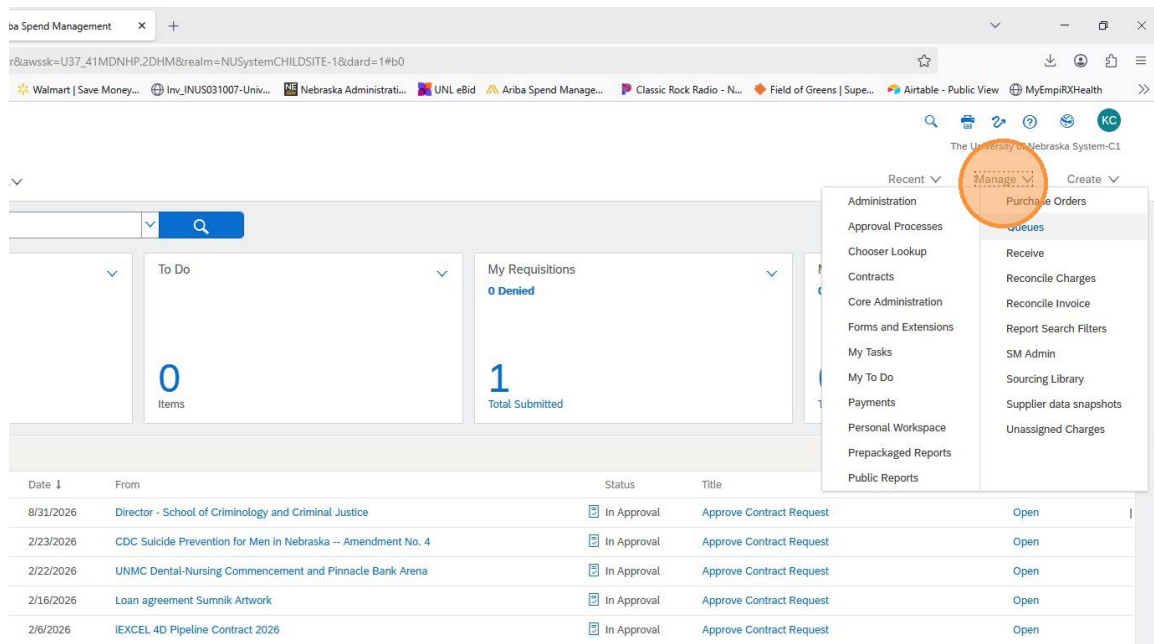 ba Spend Management
r&awssk=U37_41MDNHP.2DHM&realm=NUSystemCHILDSITE-1&dard=1#b0
Walmart | Save Money... Inv_INUS031007-Univ... Nebraska Administrati... UNL eBid Ariba Spend Manage... Classic Rock Radio - N... Field of Greens | Supe... Airtable - Public View MyEmpiRXHealth
KC
The University of Nebraska System-C1
Recent Manage Create
Administration
Approval Processes
Chooser Lookup
Contracts
Core Administration
Forms and Extensions
My Tasks
My To Do
Payments
Personal Workspace
Prepackaged Reports
Public Reports
Purchase Orders
Queues
Receive
Reconcile Charges
Reconcile Invoice
Report Search Filters
SM Admin
Sourcing Library
Supplier data snapshots
Unassigned Charges
To Do
0
Items
My Requisitions
0 Denied
1
Total Submitted
Date From Status Title
8/31/2026 Director - School of Criminology and Criminal Justice In Approval Approve Contract Request Open
2/23/2026 CDC Suicide Prevention for Men in Nebraska -- Amendment No. 4 In Approval Approve Contract Request Open
2/22/2026 UNMC Dental-Nursing Commencement and Pinnacle Bank Arena In Approval Approve Contract Request Open
2/16/2026 Loan agreement Sumnik Artwork In Approval Approve Contract Request Open
2/6/2026 iEXCEL 4D Pipeline Contract 2026 In Approval Approve Contract Request Open